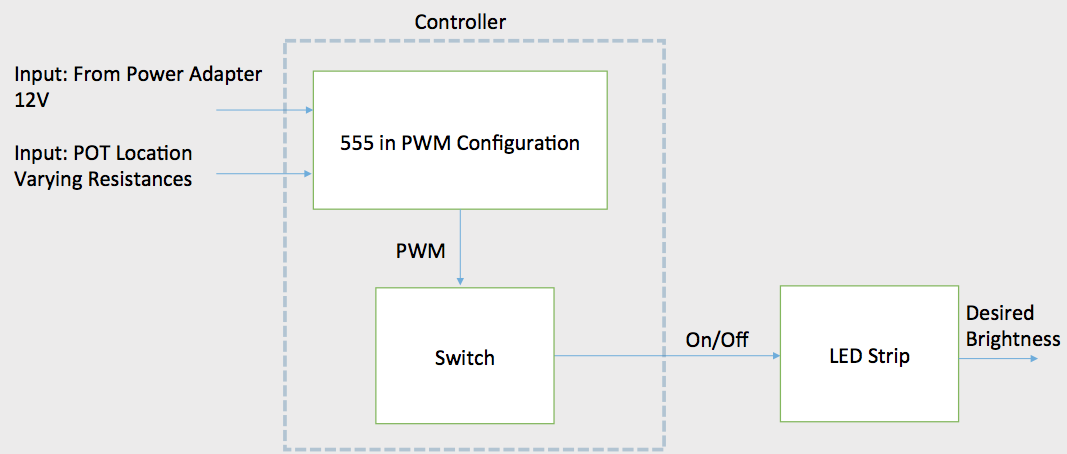 Controller
Input: From Power Adapter
12V
Input: POT Location
Varying Resistances
555 in PWM Configuration
PWM
Switch
On/Off
LED Strip
Desired
Brightness